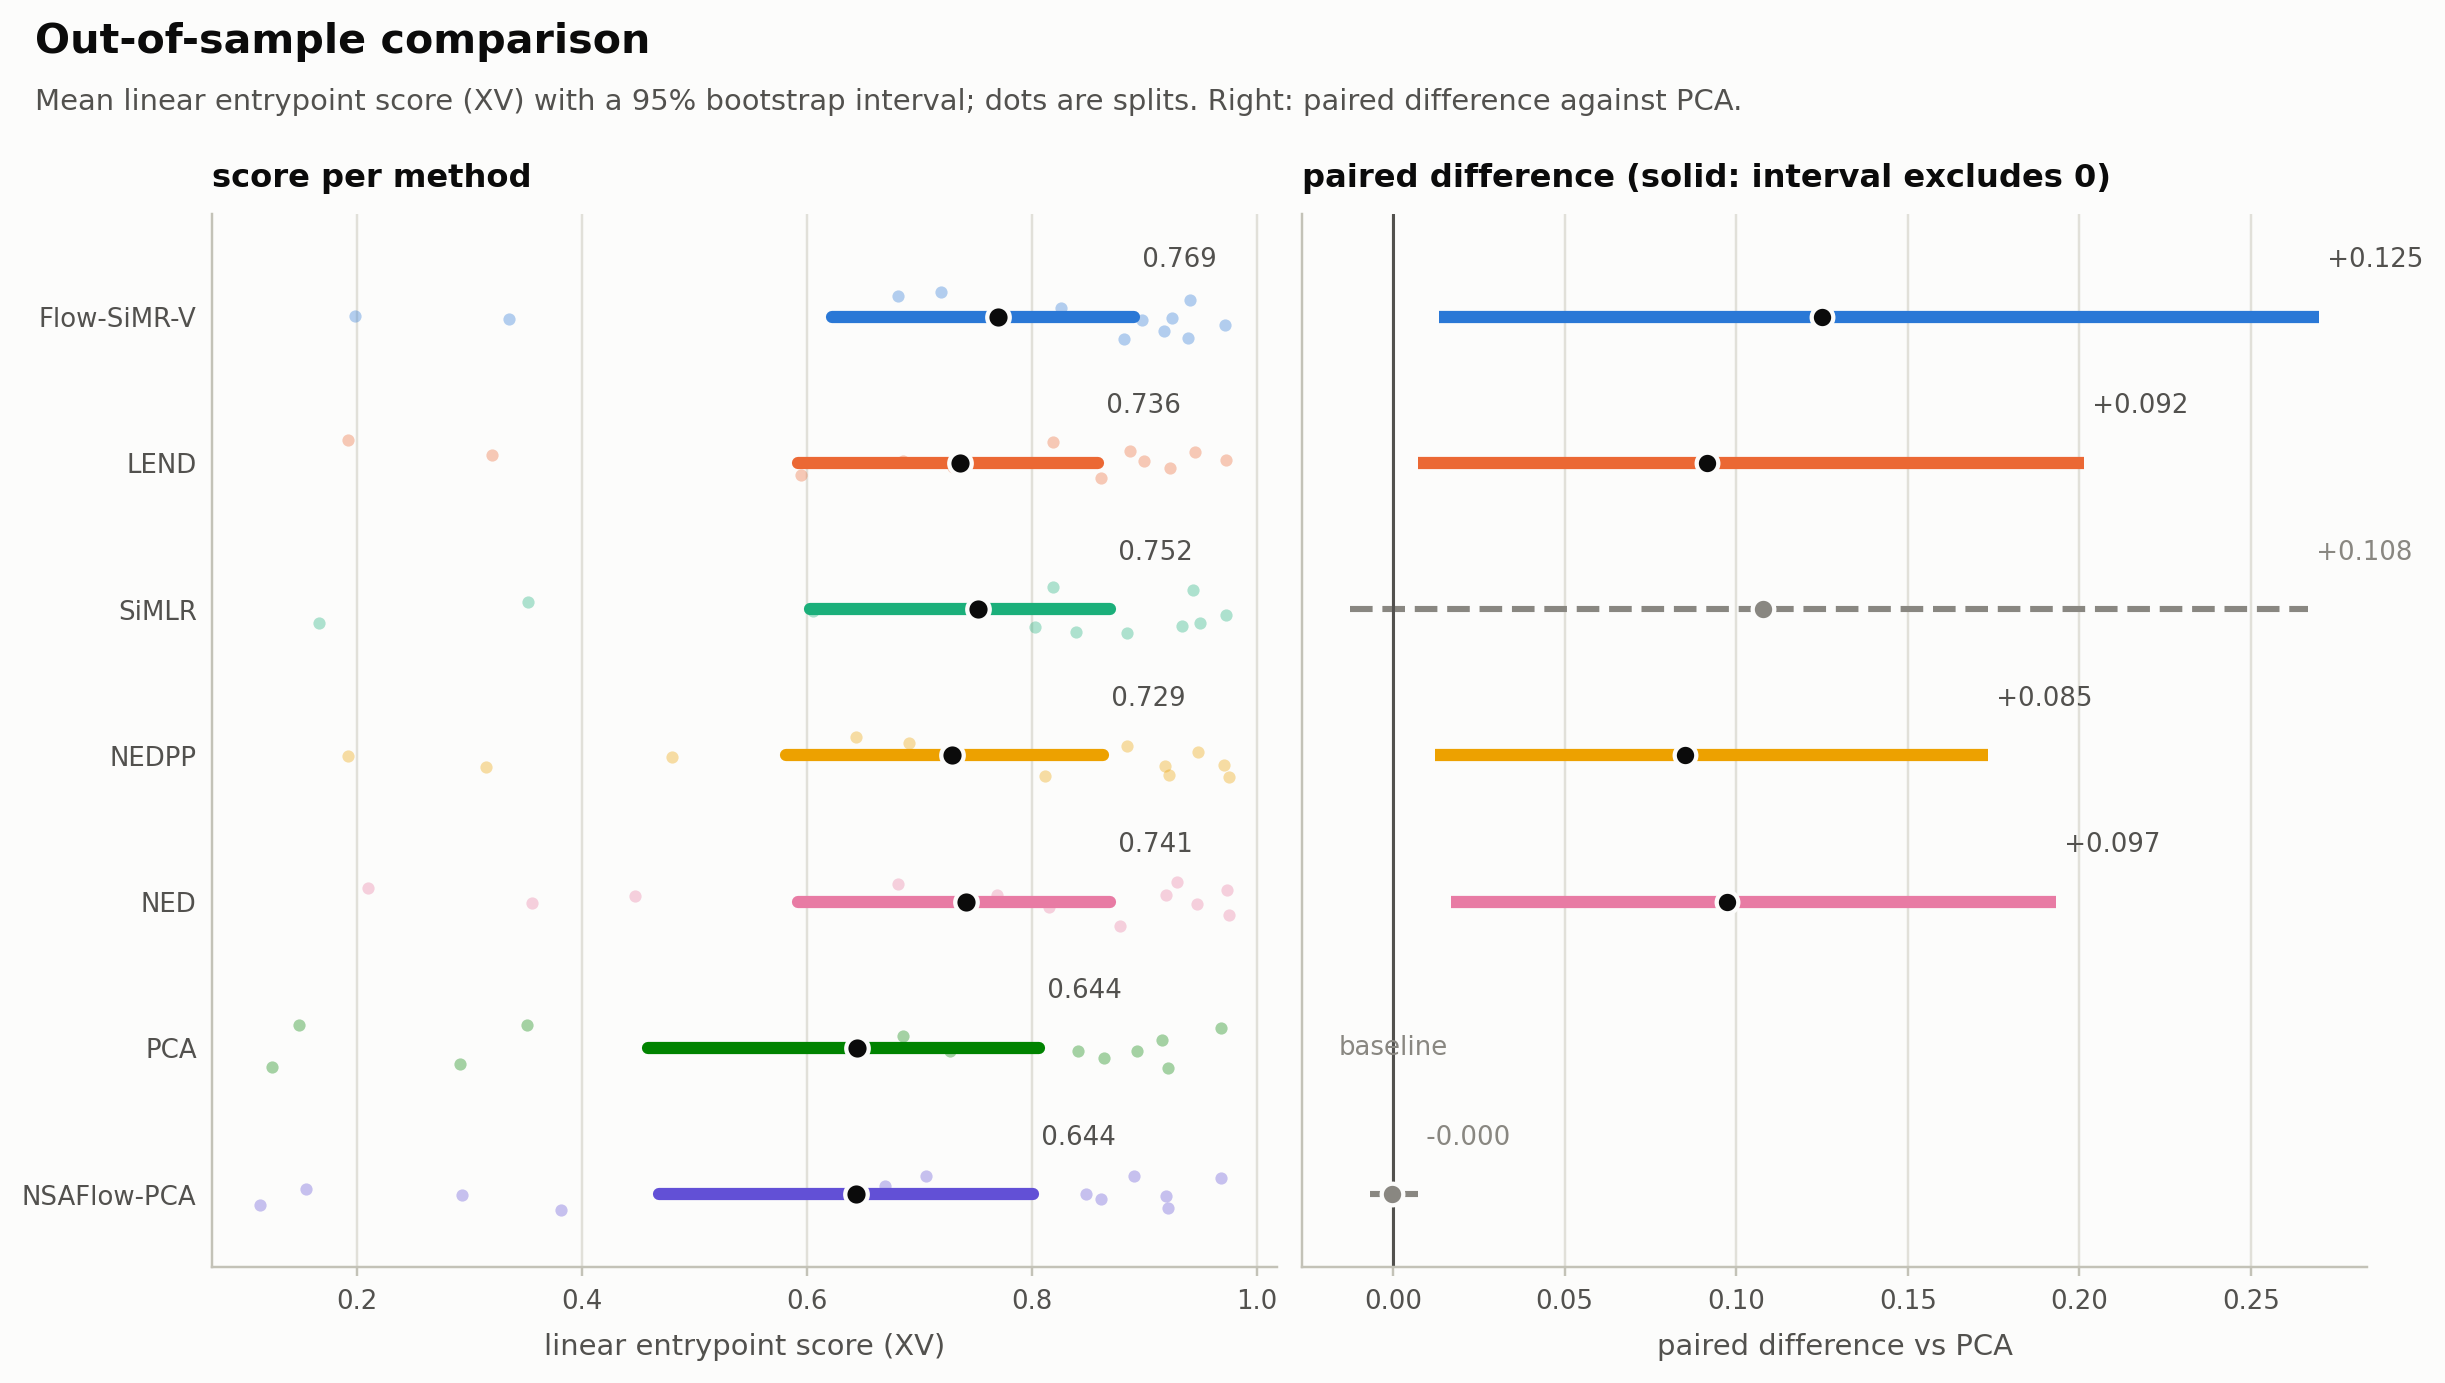 Out-of-sample comparison
Mean linear entrypoint score (XV) with a 95% bootstrap interval; dots are splits. Right: paired difference against PCA.
score per method
paired difference (solid: interval excludes 0)
0.769
+0.125
Flow-SiMR-V
0.736
+0.092
LEND
0.752
+0.108
SiMLR
0.729
+0.085
NEDPP
0.741
+0.097
NED
0.644
PCA
baseline
0.644
-0.000
NSAFlow-PCA
0.2 0.4 0.6 0.8 1.0
0.00 0.05 0.10 0.15 0.20 0.25
linear entrypoint score (XV)
paired difference vs PCA